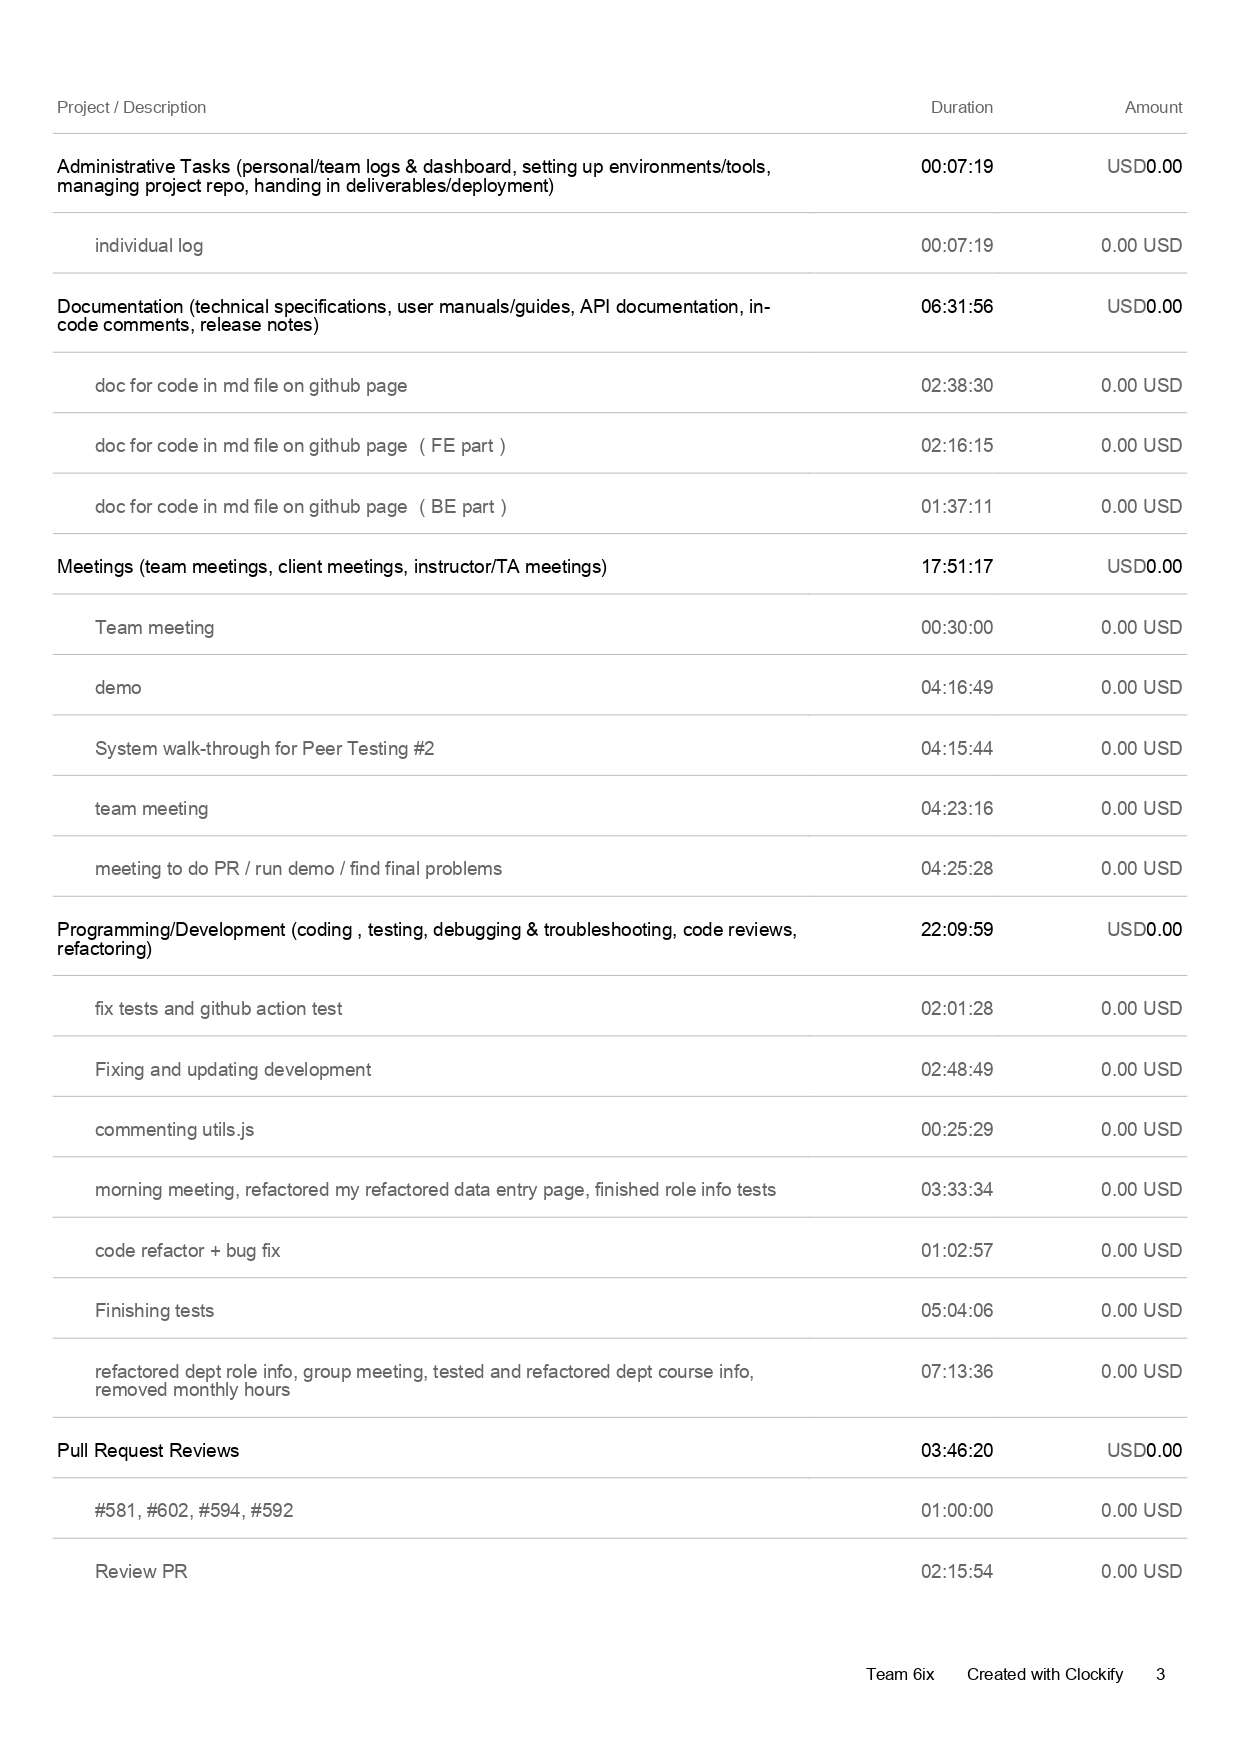 Project / Description Duration Amount
Administrative Tasks (personal/team logs & dashboard, setting up environments/tools, 00:07:19 USD0.00
managing project repo, handing in deliverables/deployment)
individual log 00:07:19 0.00 USD
Documentation (technical specifications, user manuals/guides, API documentation, in- 06:31:56 USD0.00
code comments, release notes)
doc for code in md file on github page 02:38:30 0.00 USD
doc for code in md file on github page ( FE part ) 02:16:15 0.00 USD
doc for code in md file on github page ( BE part ) 01:37:11 0.00 USD
Meetings (team meetings, client meetings, instructor/TA meetings) 17:51:17 USD0.00
Team meeting 00:30:00 0.00 USD
demo 04:16:49 0.00 USD
System walk-through for Peer Testing #2 04:15:44 0.00 USD
team meeting 04:23:16 0.00 USD
meeting to do PR / run demo / find final problems 04:25:28 0.00 USD
Programming/Development (coding , testing, debugging & troubleshooting, code reviews, 22:09:59 USD0.00
refactoring)
fix tests and github action test 02:01:28 0.00 USD
Fixing and updating development 02:48:49 0.00 USD
commenting utils.js 00:25:29 0.00 USD
morning meeting, refactored my refactored data entry page, finished role info tests 03:33:34 0.00 USD
code refactor + bug fix 01:02:57 0.00 USD
Finishing tests 05:04:06 0.00 USD
refactored dept role info, group meeting, tested and refactored dept course info, 07:13:36 0.00 USD
removed monthly hours
Pull Request Reviews 03:46:20 USD0.00
#581, #602, #594, #592 01:00:00 0.00 USD
Review PR 02:15:54 0.00 USD
Team 6ix Created with Clockify 3